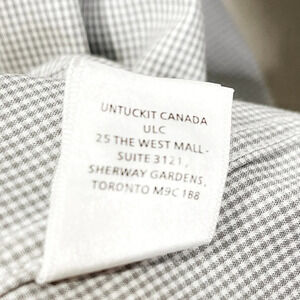 UNTUCKIT CANADA
ULC
25 THE WEST MALL-
SUITE 3121,
SHERWAY GARDENS,
TORONTO M9C 1B8